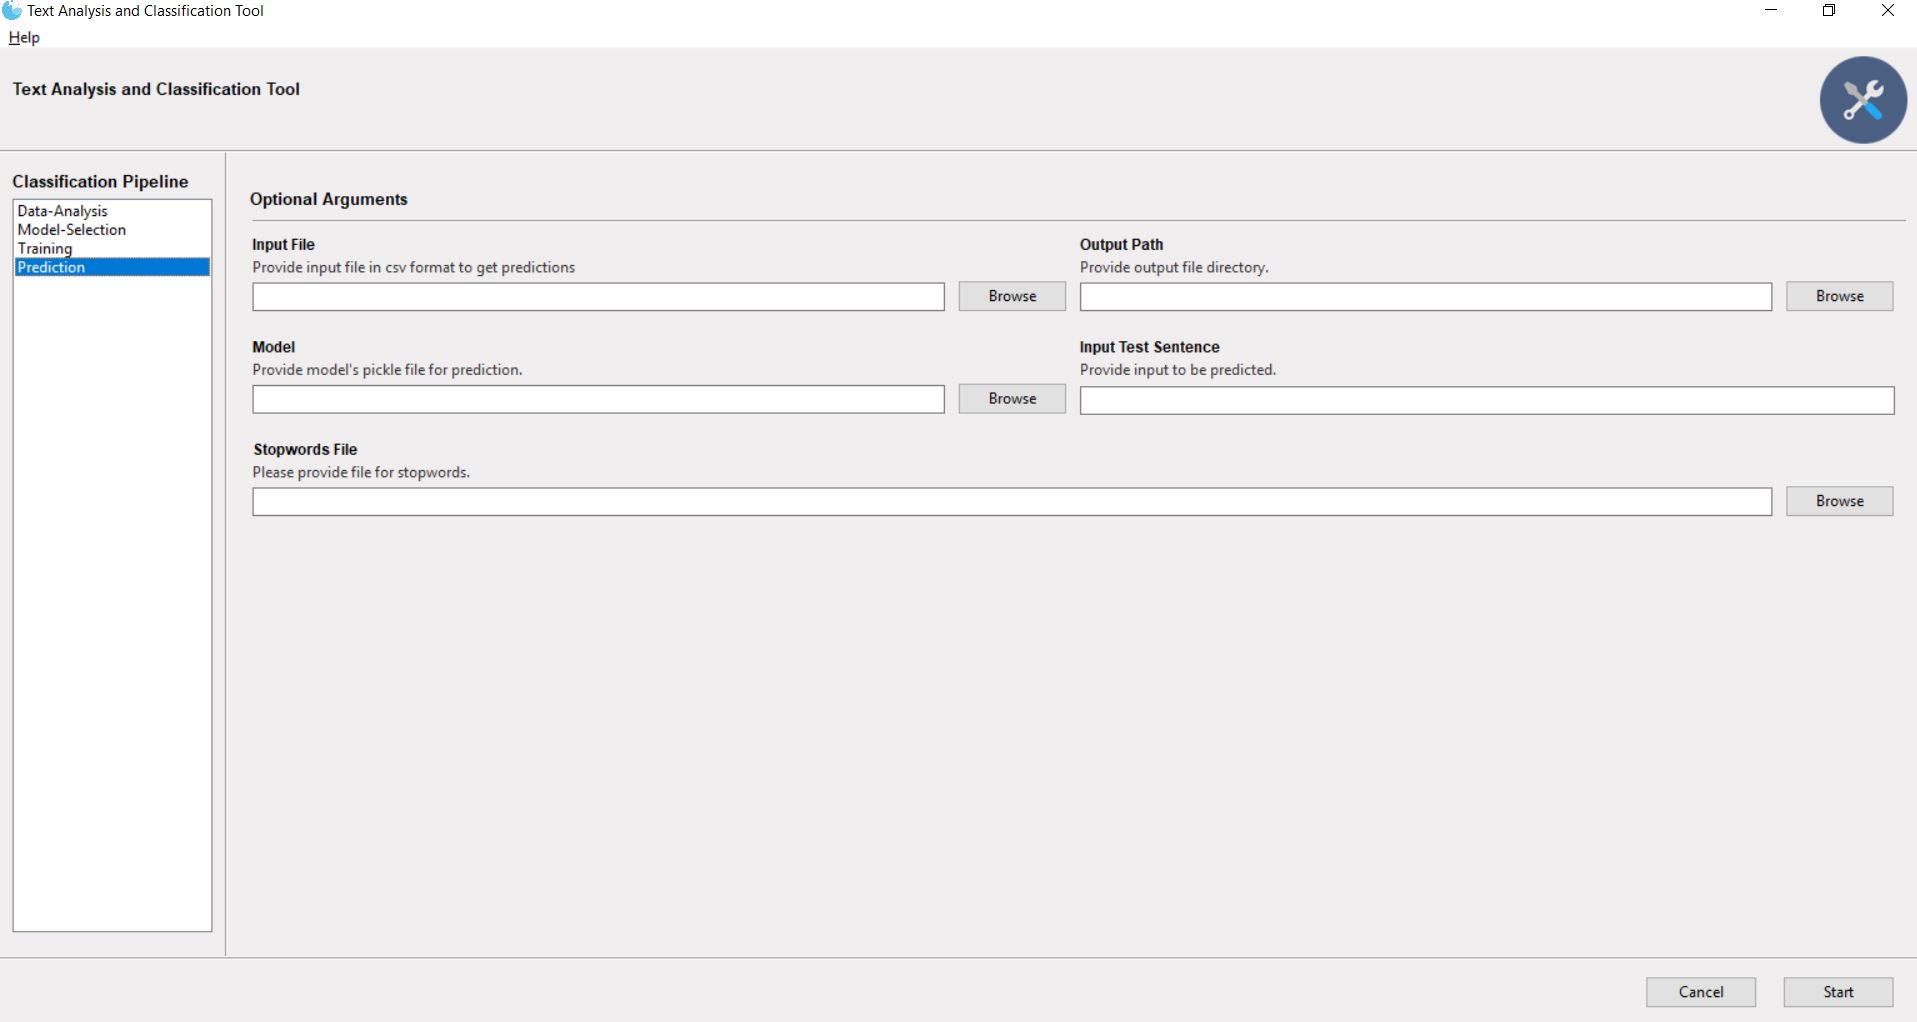 Text Analysis and Classification Tool
Help
Text Analysis and Classification Tool
Classification Pipeline
Data-Analysis
Model-Selection
Training
Prediction
Optional Arguments
Input File
Provide input file in csv format to get predictions
Browse
Output Path
Provide output file directory.
Browse
Model
Provide model's pickle file for prediction.
Browse
Input Test Sentence
Provide input to be predicted.
Stopwords File
Please provide file for stopwords.
Browse
Cancel
Start